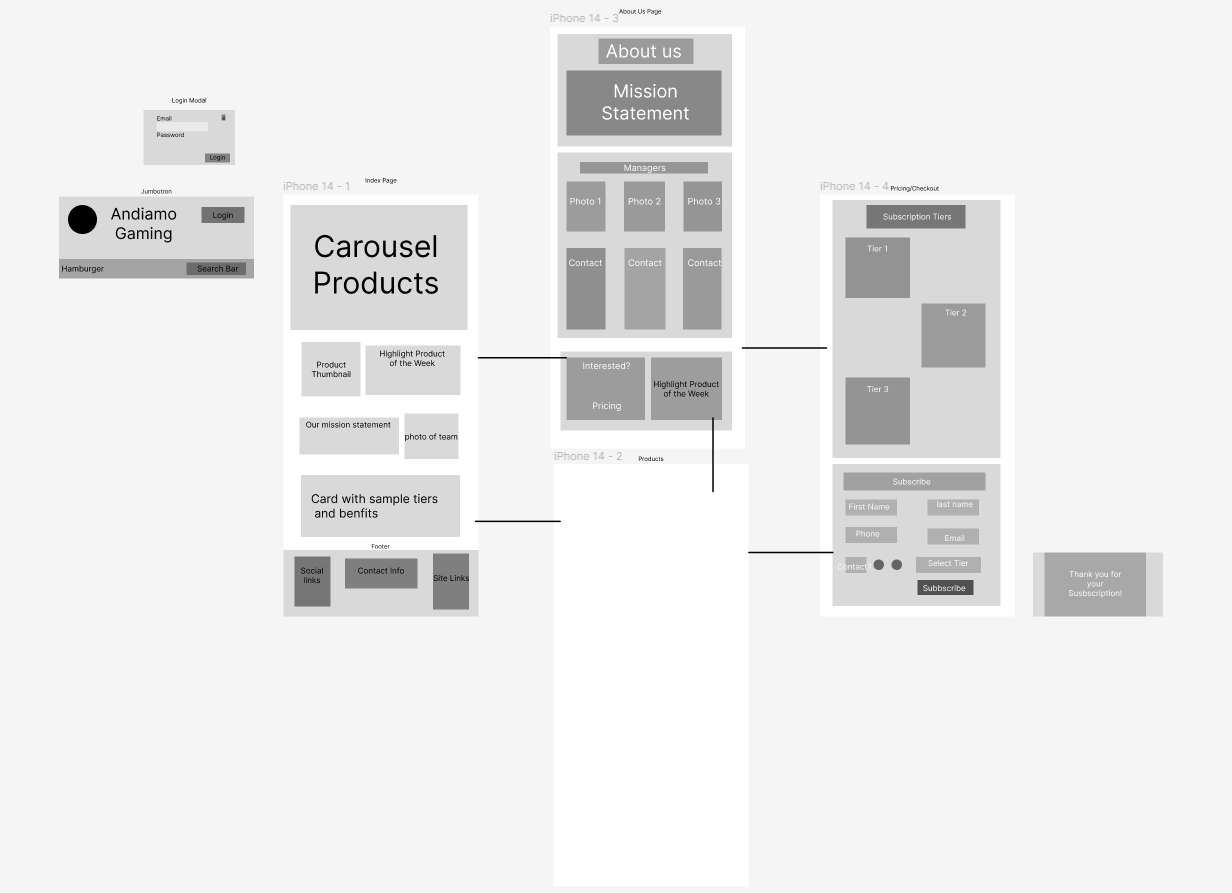 Login Modal
Email
Password
Login
Jumbotron
Andiamo
Gaming
Login
Hamburger
Search Bar
iPhone 14 - 1
Index Page
Carousel
Products
Product
Thumbnail
Highlight Product
of the Week
Our mission statement
photo of team
Card with sample tiers
and benfits
Footer
Social
links
Contact Info
Site Links
iPhone 14 - 3
About Us Page
About us
Mission
Statement
Managers
Photo 1
Photo 2
Photo 3
Contact
Contact
Contact
Interested?
Pricing
Highlight Product
of the Week
iPhone 14 - 2
Products
iPhone 14 - 4
Pricing/Checkout
Subscription Tiers
Tier 1
Tier 2
Tier 3
Subscribe
First Name
last name
Phone
Email
Contact
Select Tier
Subbscribe
Thank you for
your
Susbscription!